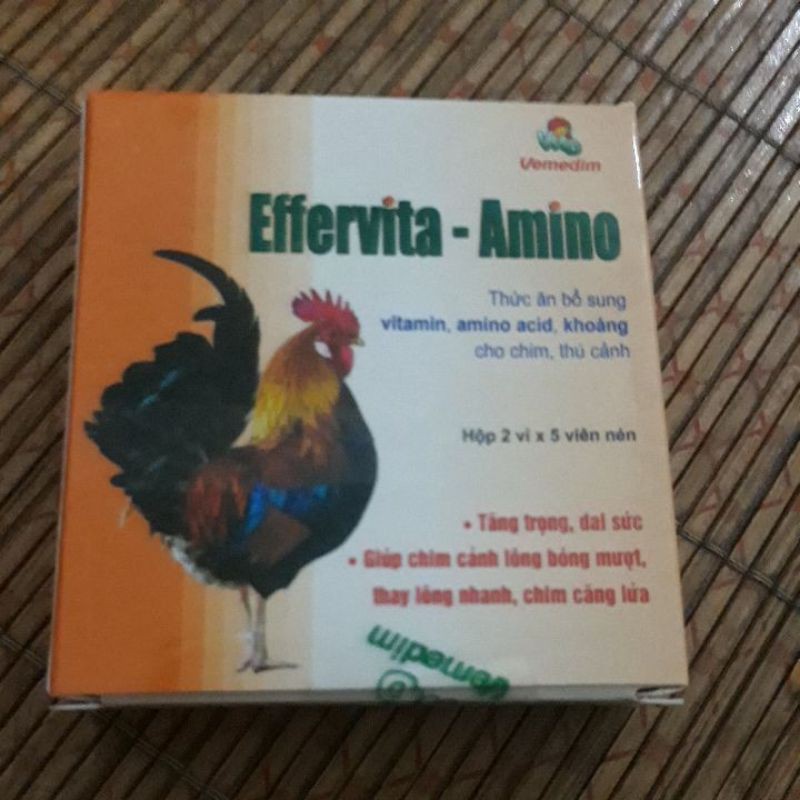 Vemedim
Effervita - Amino
Thức ăn bổ sung
vitamin, amino acid, khoáng
cho chim, thú cảnh
Hộp 2 vỉ x 5 viên nén
• Tăng trọng, dai sức
• Giúp chim cảnh lông bóng mượt,
thay lông nhanh, chim căng lửa
Vemedim